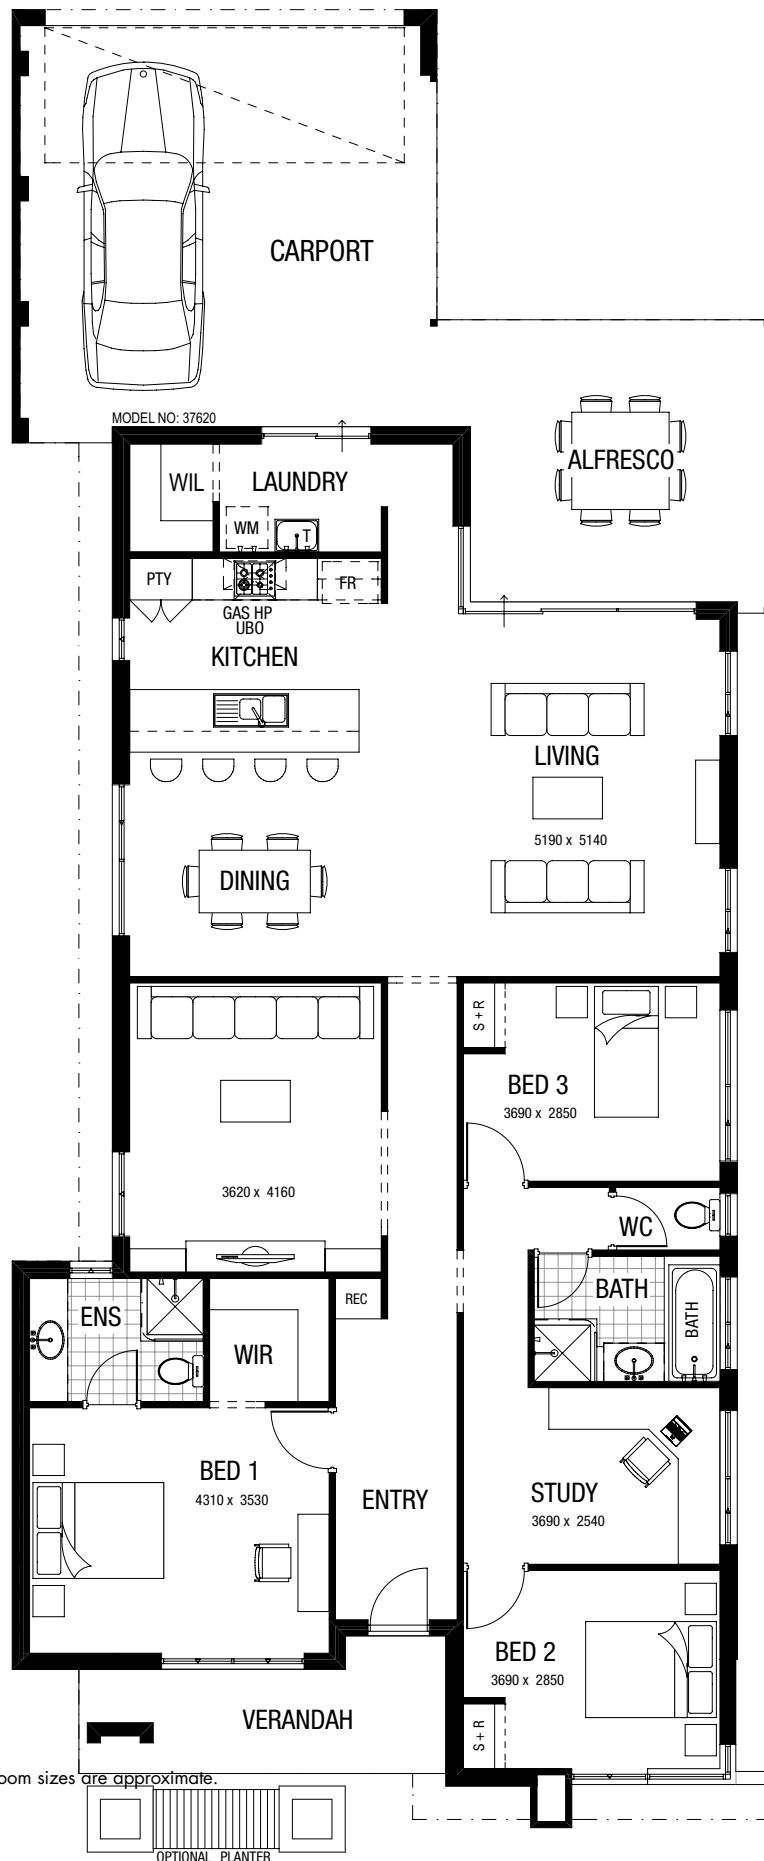 CARPORT
MODEL NO: 37620
ALFRESCO
WIL
LAUNDRY
WM
T
PTY
FR
GAS HP
UBO
KITCHEN
LIVING
5190 x 5140
DINING
S + R
BED 3
3690 x 2850
3620 x 4160
WC
BATH
BATH
ENS
REC
WIR
BED 1
4310 x 3530
ENTRY
STUDY
3690 x 2540
BED 2
3690 x 2850
S + R
VERANDAH
oom sizes are approximate.
OPTIONAL PLANTER